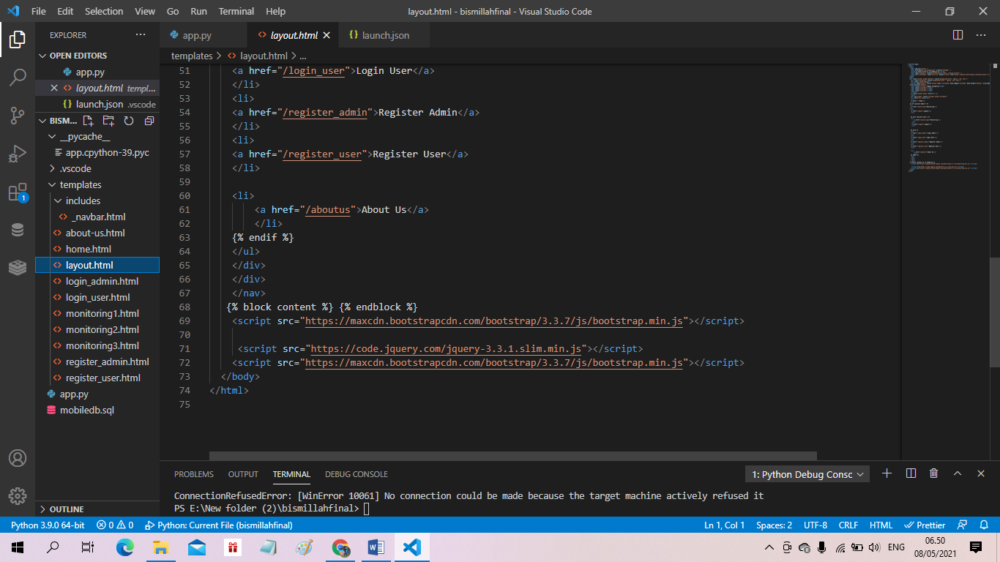 File Edit Selection View Go Run Terminal Help layout.html - bismillahfinal - Visual Studio Code
EXPLORER
OPEN EDITORS
app.py
layout.html templ...
launch.json .vscode
BISM...
__pycache__
app.cpython-39.pyc
.vscode
templates
includes
_navbar.html
about-us.html
home.html
layout.html
login_admin.html
login_user.html
monitoring1.html
monitoring2.html
monitoring3.html
register_admin.html
register_user.html
app.py
mobiledb.sql
OUTLINE
1
app.py layout.html launch.json
templates > layout.html > ...
51 <a href="/login_user">Login User</a>
52 </li>
53 <li>
54 <a href="/register_admin">Register Admin</a>
55 </li>
56 <li>
57 <a href="/register_user">Register User</a>
58 </li>
59
60 <li>
61 <a href="/aboutus">About Us</a>
62 </li>
63 {% endif %}
64 </ul>
65 </div>
66 </div>
67 </nav>
68 {% block content %} {% endblock %}
69 <script src="https://maxcdn.bootstrapcdn.com/bootstrap/3.3.7/js/bootstrap.min.js"></script>
70
71 <script src="https://code.jquery.com/jquery-3.3.1.slim.min.js"></script>
72 <script src="https://maxcdn.bootstrapcdn.com/bootstrap/3.3.7/js/bootstrap.min.js"></script>
73 </body>
74 </html>
75
PROBLEMS OUTPUT TERMINAL DEBUG CONSOLE 1: Python Debug Consc
ConnectionRefusedError: [WinError 10061] No connection could be made because the target machine actively refused it
PS E:\New folder (2)\bismillahfinal>
Python 3.9.0 64-bit 0 0 Python: Current File (bismillahfinal) Ln 1, Col 1 Spaces: 2 UTF-8 CRLF HTML Prettier
ENG 06.50
08/05/2021